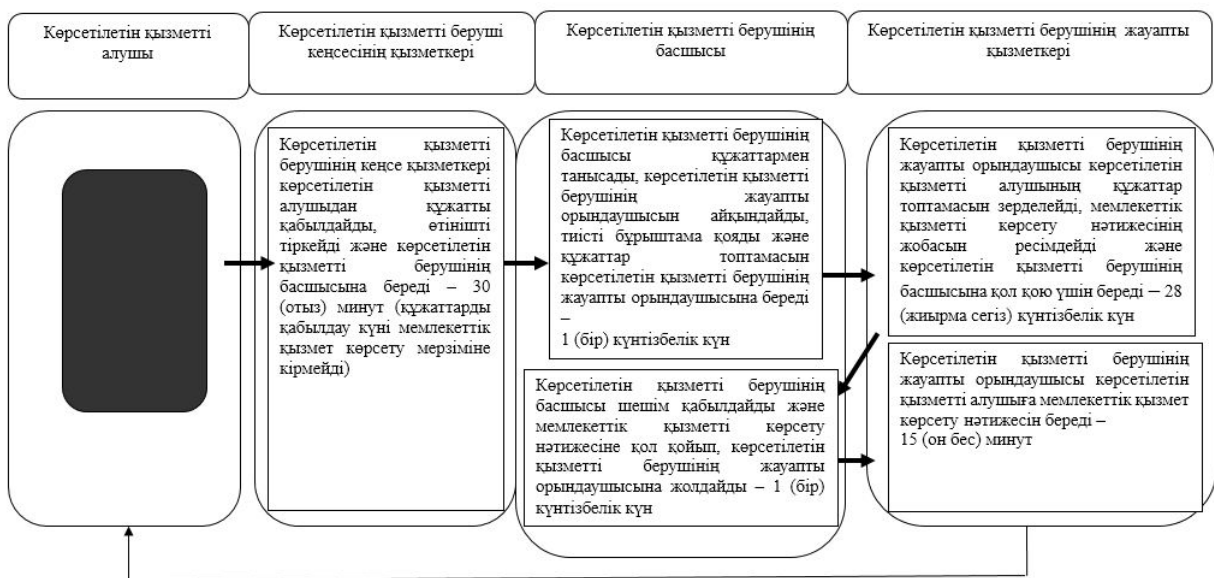 Көрсетілетін қызметті
алушы
Көрсетілетін қызметті беруші
кеңсесінің қызметкері
Көрсетілетін қызметті берушінің
басшысы
Көрсетілетін қызметті берушінің жауапты
қызметкері
Көрсетілетін қызметті
берушінің кеңсе қызметкері
көрсетілетін қызметті
алушыдан құжатты
қабылдайды, өтінішті
тіркейді және көрсетілетін
қызметті берушінің
басшысына береді – 30
(отыз) минут (құжаттарды
қабылдау күні мемлекеттік
қызмет көрсету мерзіміне
кірмейді)
Көрсетілетін қызметті берушінің
басшысы құжаттармен
танысады, көрсетілетін қызметті
берушінің жауапты
орындаушысын айқындайды,
тиісті бұрыштама қояды және
құжаттар топтамасын
көрсетілетін қызметті берушінің
жауапты орындаушысына береді
–
1 (бір) күнтізбелік күн
Көрсетілетін қызметті берушінің
жауапты орындаушысы көрсетілетін
қызметті алушының құжаттар
топтамасын зерделейді, мемлекеттік
қызметті көрсету нәтижесінің
жобасын ресімдейді және
көрсетілетін қызметті берушінің
басшысына қол қою үшін береді – 28
(жиырма сегіз) күнтізбелік күн
Көрсетілетін қызметті берушінің
басшысы шешім қабылдайды және
мемлекеттік қызметті көрсету
нәтижесіне қол қойып, көрсетілетін
қызметті берушінің жауапты
орындаушысына жолдайды – 1 (бір)
күнтізбелік күн
Көрсетілетін қызметті берушінің
жауапты орындаушысы көрсетілетін
қызметті алушыға мемлекеттік қызмет
көрсету нәтижесін береді –
15 (он бес) минут